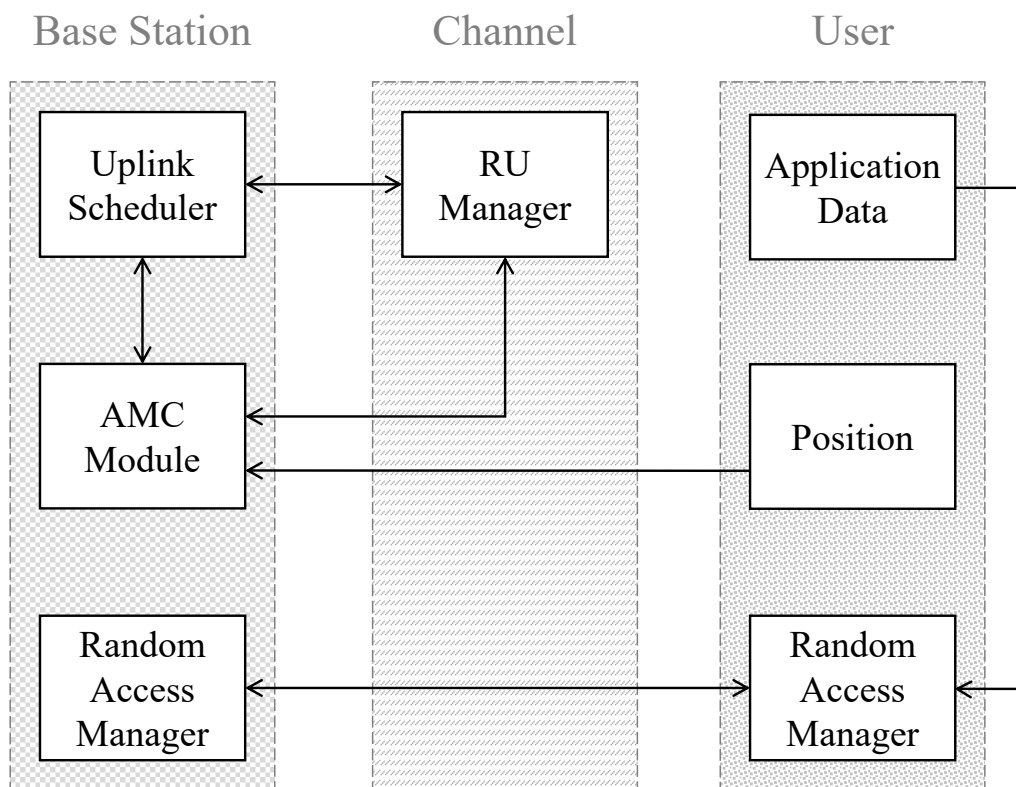 Base Station
Channel
User
Uplink
Scheduler
RU
Manager
Application
Data
AMC
Module
Position
Random
Access
Manager
Random
Access
Manager